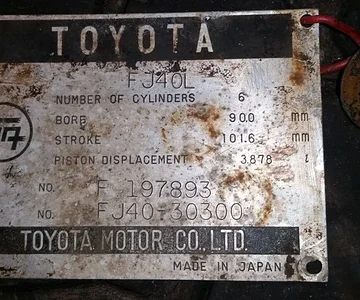 TOYOTA
FJ40L
NUMBER OF CYLINDERS 6
BORE 90.0 mm
STROKE 101.6 mm
PISTON DISPLACEMENT 3,878 l
NO. F 197893
NO. FJ40-30300
TOYOTA MOTOR CO., LTD.
MADE IN JAPAN